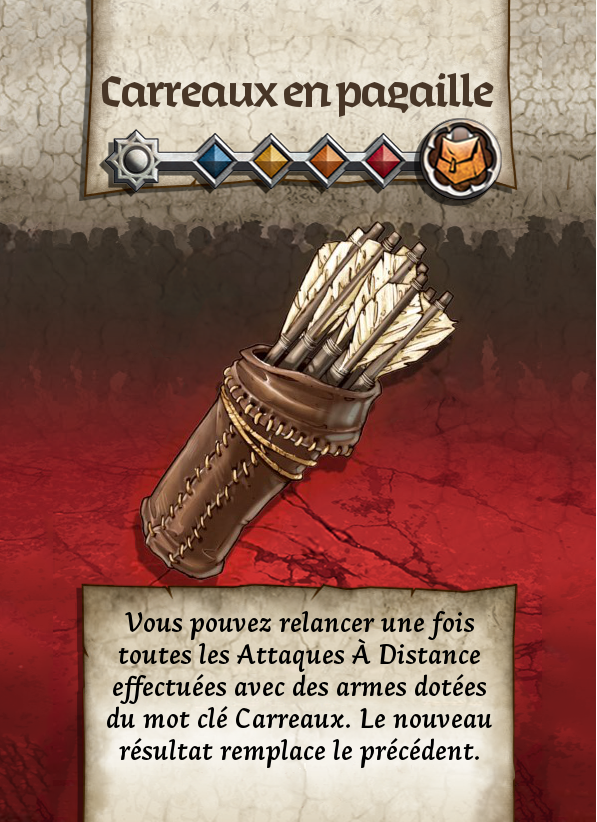 Carreaux en pagaille
Vous pouvez relancer une fois
toutes les Attaques À Distance
effectuées avec des armes dotées
du mot clé Carreaux. Le nouveau
résultat remplace le précédent.